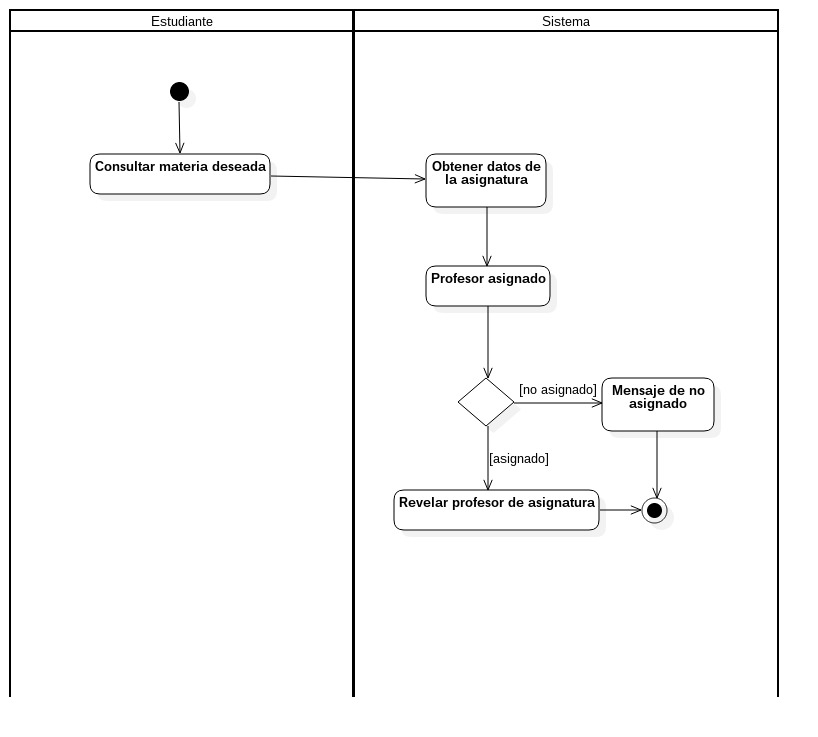 Estudiante
Sistema
Consultar materia deseada
Obtener datos de
la asignatura
Profesor asignado
[no asignado]
Mensaje de no
asignado
[asignado]
Revelar profesor de asignatura